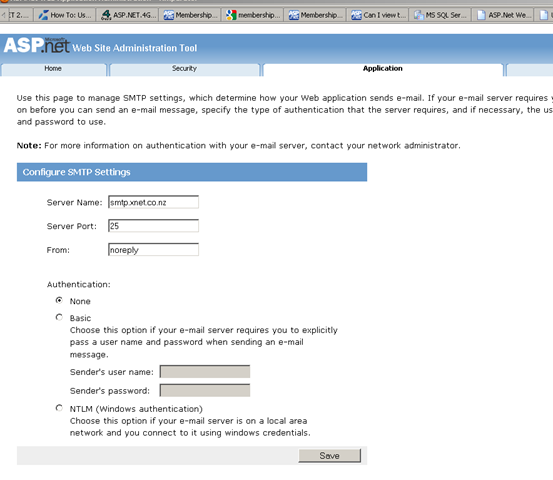 [T 2.... How To: Us... ASP.NET.4G... Membership... membership... Membership... Can I view t... MS SQL Ser... ASP.Net We...
ASP.net Web Site Administration Tool
Home Security Application
Use this page to manage SMTP settings, which determine how your Web application sends e-mail. If your e-mail server requires
on before you can send an e-mail message, specify the type of authentication that the server requires, and if necessary, the us
and password to use.
Note: For more information on authentication with your e-mail server, contact your network administrator.
Configure SMTP Settings
Server Name: smtp.xnet.co.nz
Server Port: 25
From: noreply
Authentication:
None
Basic
Choose this option if your e-mail server requires you to explicitly
pass a user name and password when sending an e-mail
message.
Sender's user name:
Sender's password:
NTLM (Windows authentication)
Choose this option if your e-mail server is on a local area
network and you connect to it using windows credentials.
Save